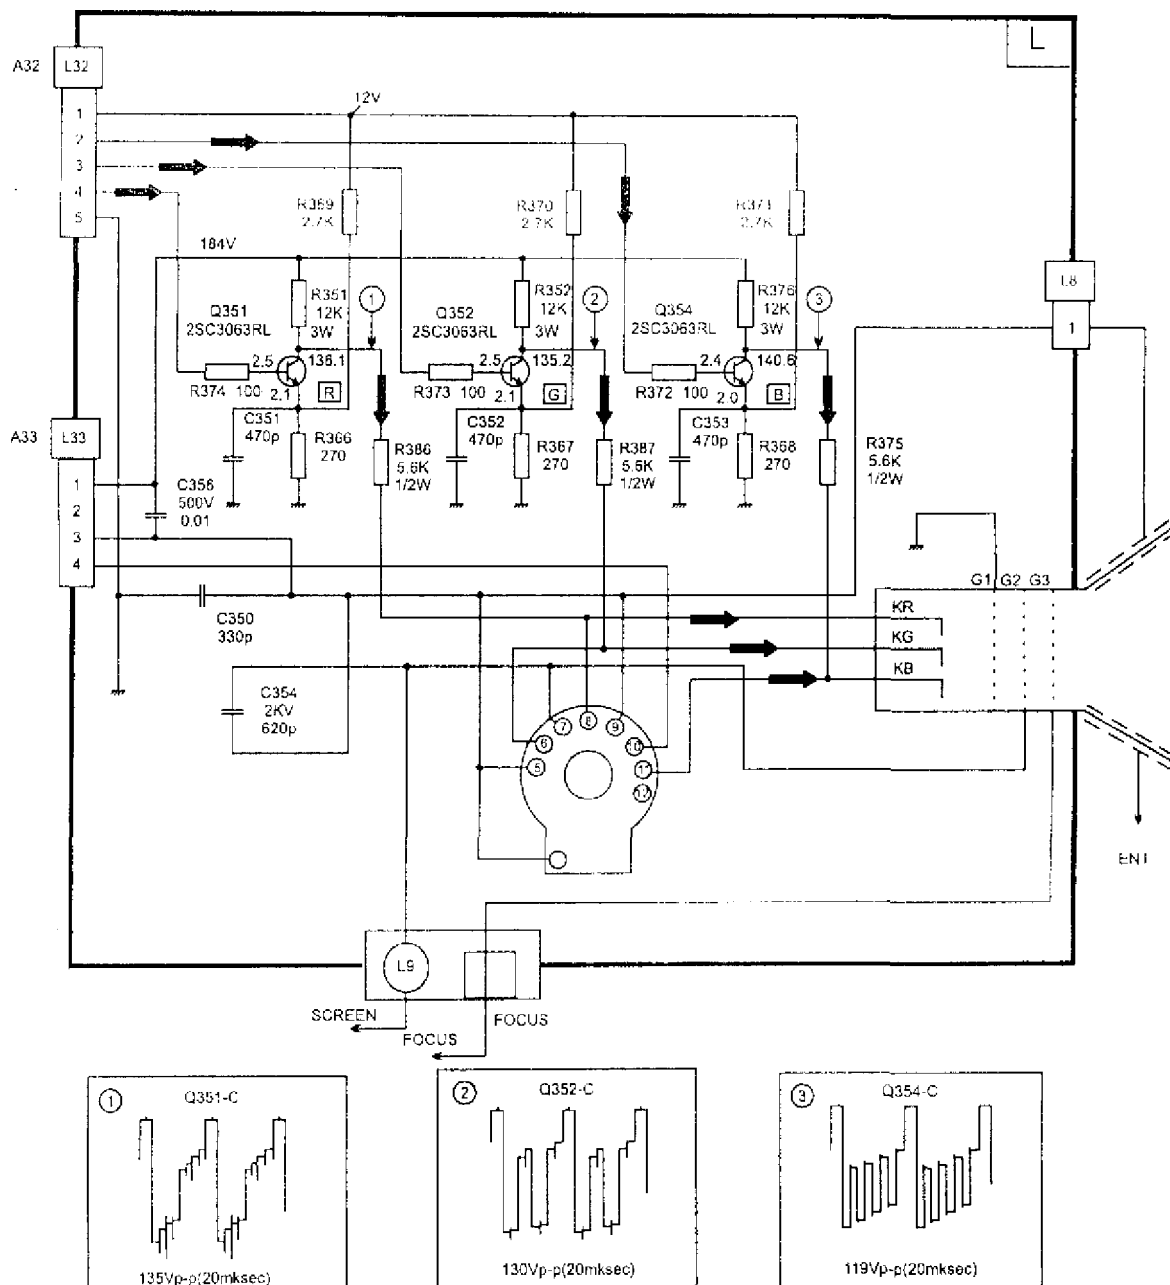 L
A32
L32
1
2
3
4
5
12V
R369
2.7K
R370
2.7K
R371
2.7K
184V
Q351
2SC3063RL
R351
12K
3W
1
Q352
2SC3063RL
R352
12K
3W
2
Q354
2SC3063RL
R376
12K
3W
3
L8
1
2.5
136.1
R374 100
2.1
R
2.5
135.2
R373 100
2.1
G
2.4
140.6
R372 100
2.0
B
C351
470p
R366
270
R386
5.6K
1/2W
C352
470p
R367
270
R387
5.6K
1/2W
C353
470p
R368
270
R375
5.6K
1/2W
A33
L33
1
2
3
4
C356
500V
0.01
C350
330p
C354
2KV
620p
G1 G2 G3
KR
KG
KB
5
6
7
8
9
10
11
12
L9
SCREEN
FOCUS
FOCUS
1
Q351-C
135Vp-p(20mksec)
2
Q352-C
130Vp-p(20mksec)
3
Q354-C
119Vp-p(20mksec)